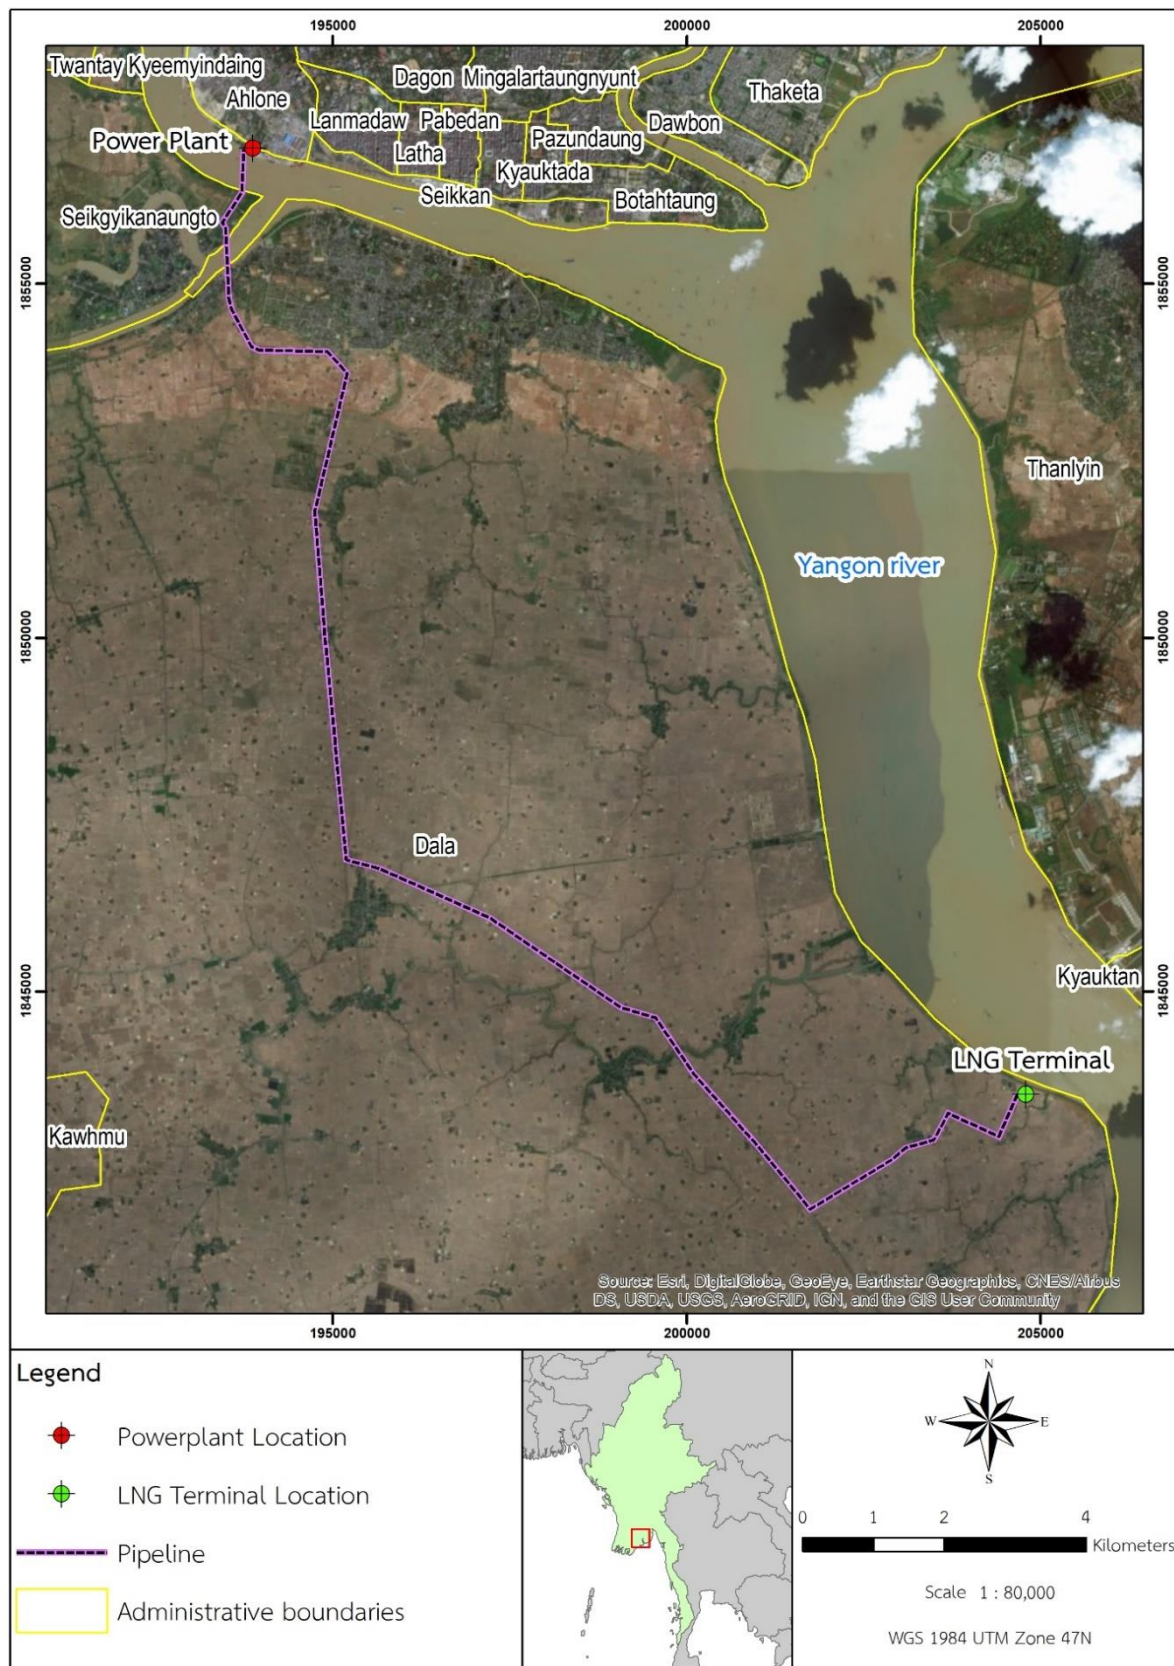 195000
200000
205000
Twantay Kyeemyindaing
Dagon
Mingalartaungnyunt
Thaketa
Ahlone
Lanmadaw
Pabedan
Dawbon
Power Plant
Pazundaung
Latha
Kyauktada
Seikkan
Botahtaung
Seikgyikanaungto
1855000
1855000
Thanlyin
Yangon river
1850000
1850000
Dala
Kyauktan
1845000
1845000
LNG Terminal
Kawhmu
Source: Esri, DigitalGlobe, GeoEye, Earthstar Geographics, CNES/Airbus
DS, USDA, USGS, AeroGRID, IGN, and the GIS User Community
195000
200000
205000
Legend
Powerplant Location
LNG Terminal Location
Pipeline
Administrative boundaries
N
W
E
S
0
1
2
4
Kilometers
Scale 1 : 80,000
WGS 1984 UTM Zone 47N